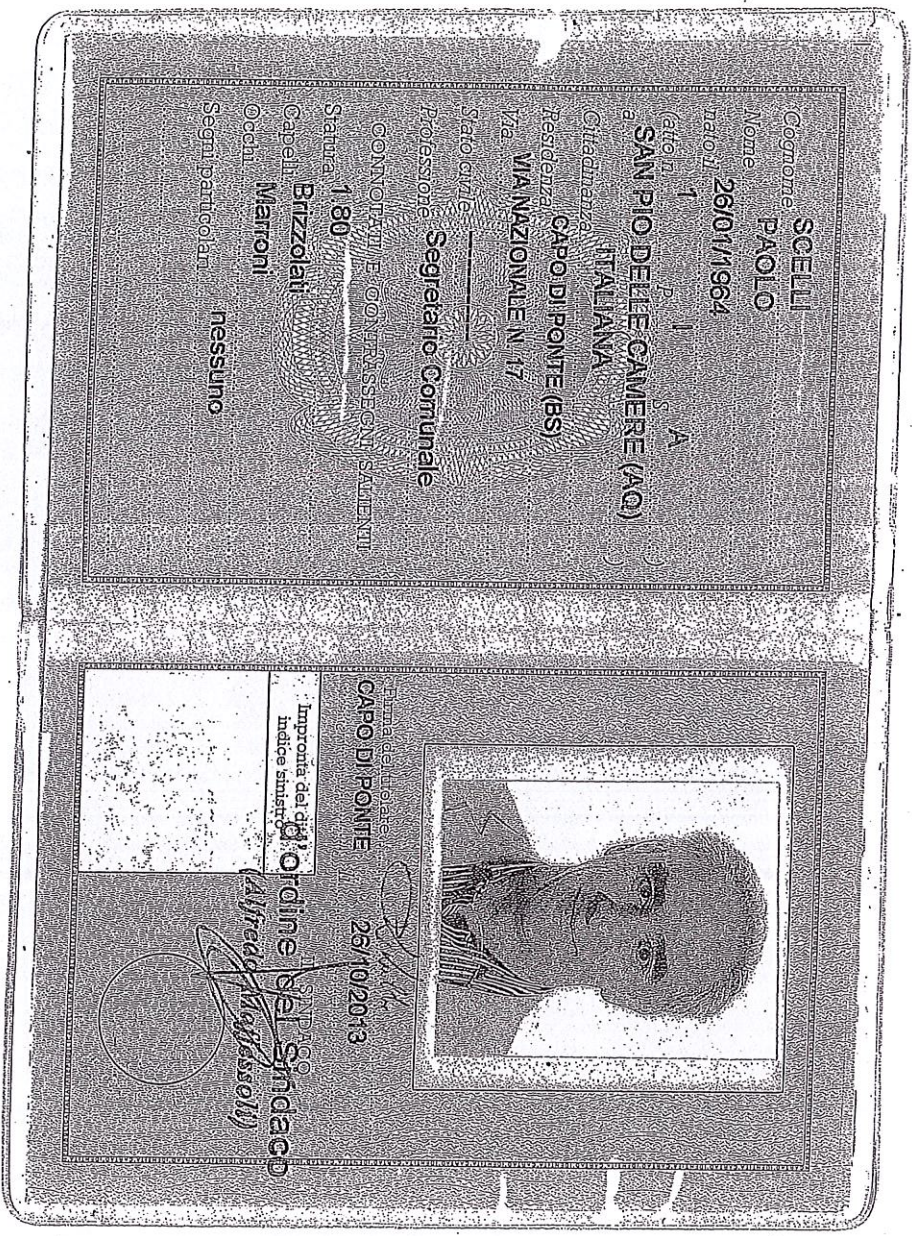 Cognome SCELLI
Nome PAOLO
nato il 26/01/1964
(atto n. 1 P. I S. A )
a SAN PIO DELLE CAMERE (AQ) )
Cittadinanza ITALIANA
Residenza CAPO DI PONTE (BS)
Via VIA NAZIONALE N 17
Stato civile
Professione Segretario Comunale
CONNOTATI E CONTRASSEGNI SALIENTI
Statura 1.80
Capelli Brizzolati
Occhi Marroni
Segni particolari nessuno
Firma del titolare
CAPO DI PONTE 26/10/2013
Impronta del dito
indice sinistro
IL SINDACO
d'ordine del Sindaco